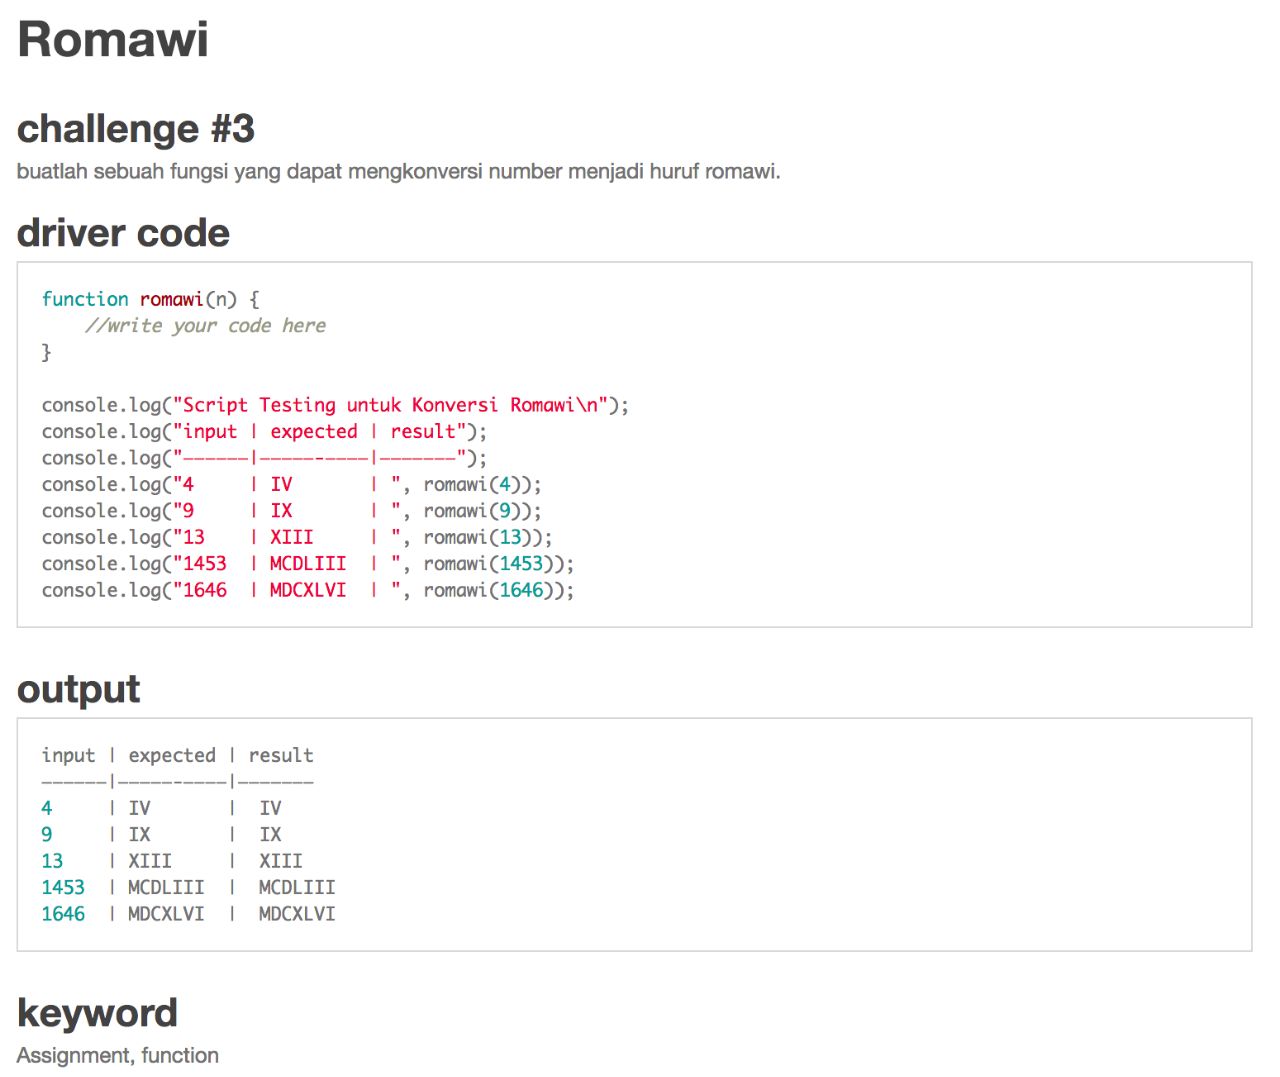 Romawi
challenge #3
buatlah sebuah fungsi yang dapat mengkonversi number menjadi huruf romawi.
driver code
function romawi(n) {
    //write your code here
}
console.log("Script Testing untuk Konversi Romawi\n");
console.log("input | expected | result");
console.log("——————|—————-————|———————");
console.log("4     | IV       | ", romawi(4));
console.log("9     | IX       | ", romawi(9));
console.log("13    | XIII     | ", romawi(13));
console.log("1453  | MCDLIII  | ", romawi(1453));
console.log("1646  | MDCXLVI  | ", romawi(1646));
output
input | expected | result
——————|—————-————|———————
4     | IV       |  IV
9     | IX       |  IX
13    | XIII     |  XIII
1453  | MCDLIII  |  MCDLIII
1646  | MDCXLVI  |  MDCXLVI
keyword
Assignment, function